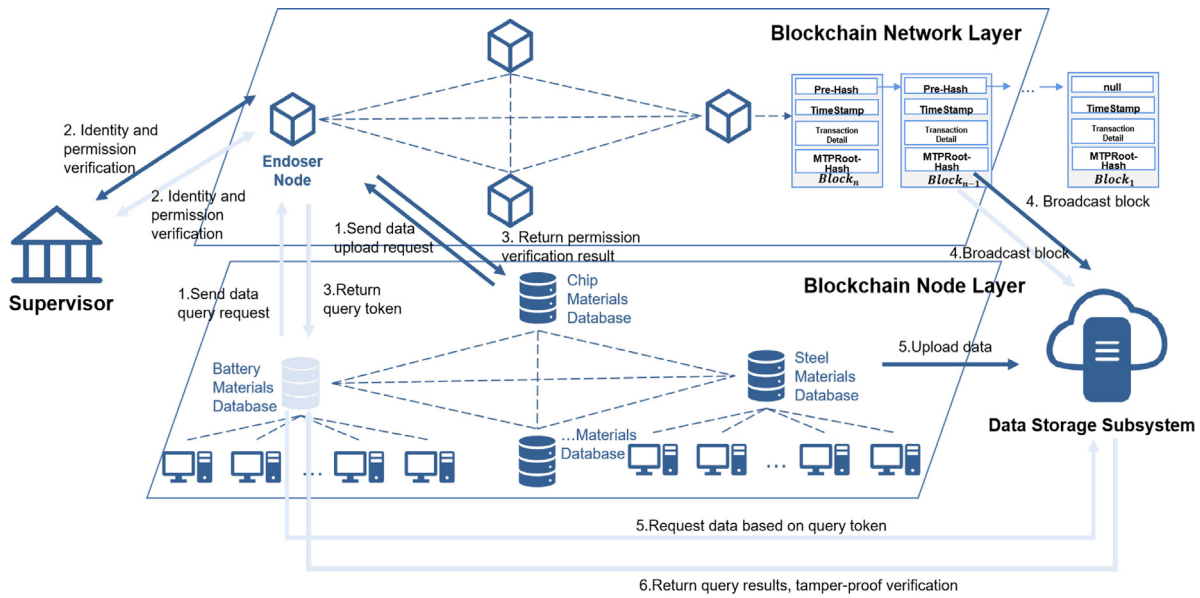 Blockchain Network Layer
Pre-Hash
TimeStamp
Transaction
Detail
MTPRoot-
Hash
Block_n
Pre-Hash
TimeStamp
Transaction
Detail
MTPRoot-
Hash
Block_{n-1}
...
null
TimeStamp
Transaction
Detail
MTPRoot-
Hash
Block_1
2. Identity and
permission
verification
Endoser
Node
2. Identity and
permission
verification
Supervisor
1.Send data
upload request
3. Return permission
verification result
4. Broadcast block
4.Broadcast block
1.Send data
query request
3.Return
query token
Blockchain Node Layer
Chip
Materials
Database
Battery
Materials
Database
Steel
Materials
Database
...Materials
Database
...
...
5.Upload data
Data Storage Subsystem
5.Request data based on query token
6.Return query results, tamper-proof verification